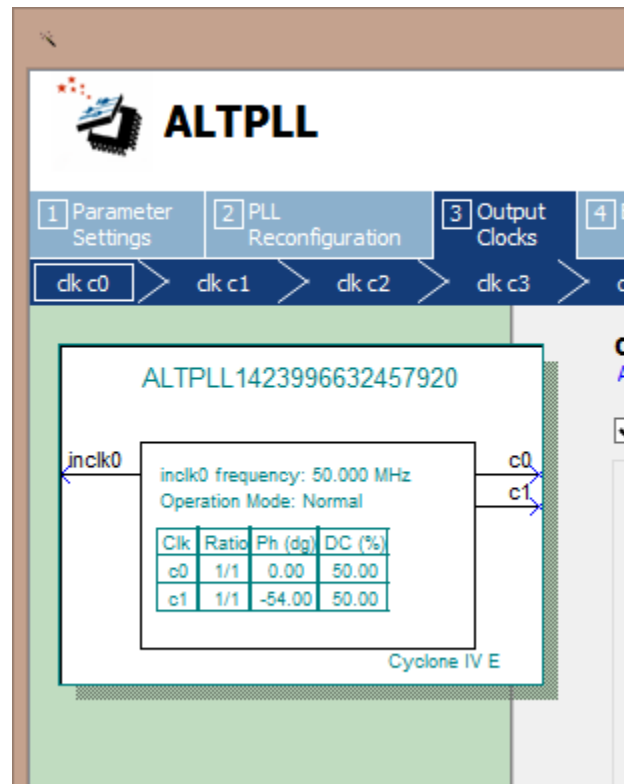 ALTPLL
1 Parameter Settings
2 PLL Reconfiguration
3 Output Clocks
4
clk c0
clk c1
clk c2
clk c3
ALTPLL1423996632457920
inclk0
c0
c1
inclk0 frequency: 50.000 MHz
Operation Mode: Normal
Clk Ratio Ph (dg) DC (%)
c0 1/1 0.00 50.00
c1 1/1 -54.00 50.00
Cyclone IV E